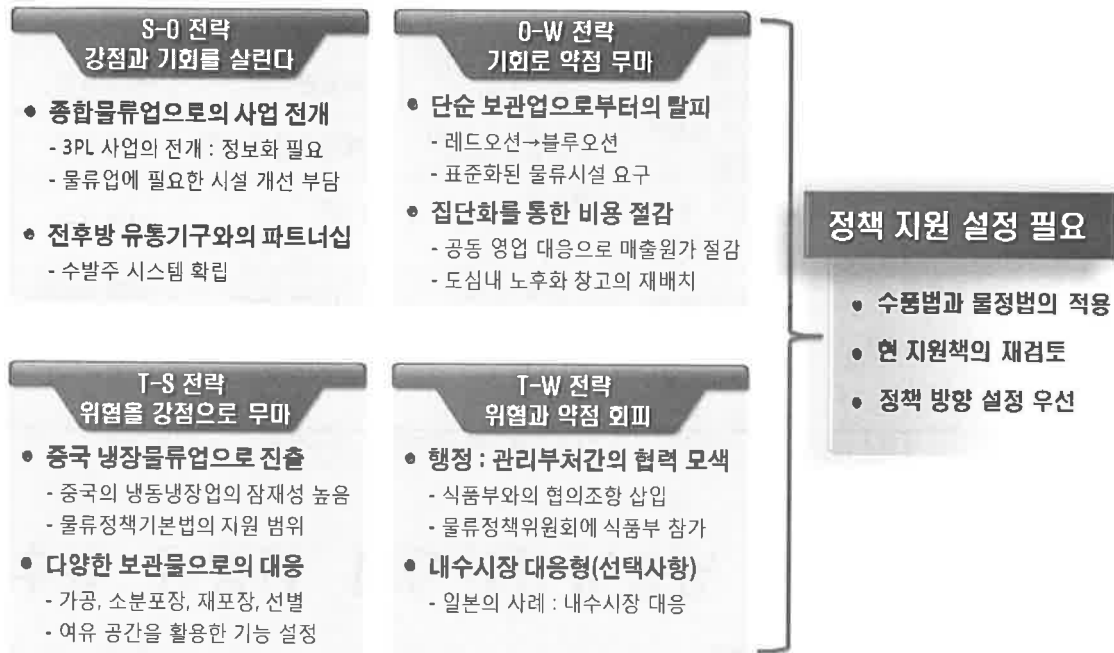 S-O 전략
강점과 기회를 살린다
• 종합물류업으로의 사업 전개
- 3PL 사업의 전개 : 정보화 필요
- 물류업에 필요한 시설 개선 부담
• 전후방 유통기구와의 파트너십
- 수발주 시스템 확립
O-W 전략
기회로 약점 무마
• 단순 보관업으로부터의 탈피
- 레드오션→블루오션
- 표준화된 물류시설 요구
• 집단화를 통한 비용 절감
- 공동 영업 대응으로 매출원가 절감
- 도심내 노후화 창고의 재배치
T-S 전략
위협을 강점으로 무마
• 중국 냉장물류업으로 진출
- 중국의 냉동냉장업의 잠재성 높음
- 물류정책기본법의 지원 범위
• 다양한 보관물으로의 대응
- 가공, 소분포장, 재포장, 선별
- 여유 공간을 활용한 기능 설정
T-W 전략
위협과 약점 회피
• 행정 : 관리부처간의 협력 모색
- 식품부와의 협의조항 삽입
- 물류정책위원회에 식품부 참가
• 내수시장 대응형(선택사항)
- 일본의 사례 : 내수시장 대응
정책 지원 설정 필요
• 수품법과 물정법의 적용
• 현 지원책의 재검토
• 정책 방향 설정 우선